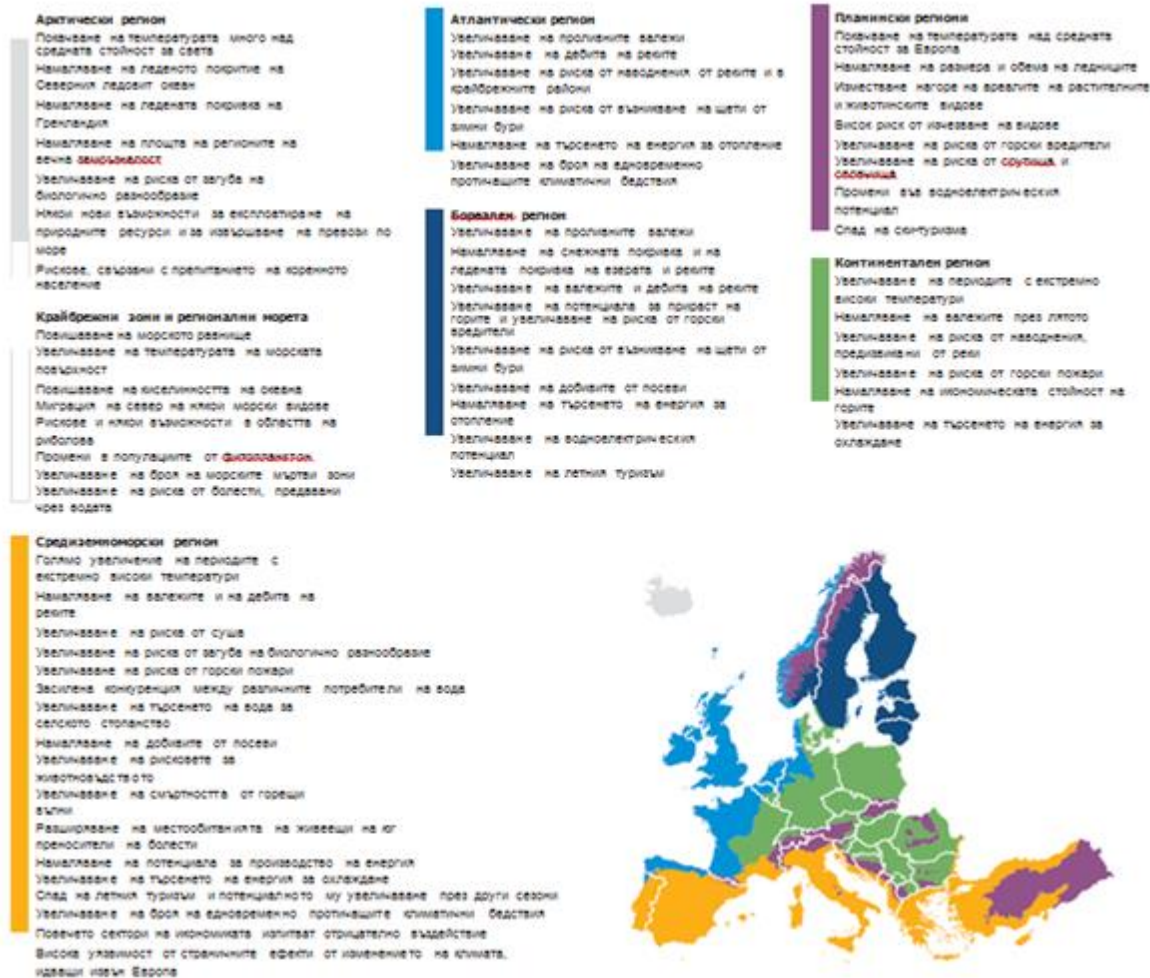 Арктически регион
Покачване на температурата много над
средната стойност за света
Намаляване на леденото покритие на
Северния ледовит океан
Намаляване на ледената покривка на
Гренландия
Намаляване на площта на регионите на
вечна замръзналост
Увеличаване на риска от загуба на
биологично разнообразие
Някои нови възможности за експлоатиране на
природните ресурси и за извършване на превози по
море
Рискове, свързани с препитанието на коренното
население
Крайбрежни зони и регионални морета
Повишаване на морското равнище
Увеличаване на температурата на морската
повърхност
Повишаване на киселинността на океана
Миграция на север на някои морски видове
Рискове и някои възможности в областта на
риболова
Промени в популациите от фитопланктон
Увеличаване на броя на морските мъртви зони
Увеличаване на риска от болести, предавани
чрез водата
Атлантически регион
Увеличаване на проливните валежи
Увеличаване на дебита на реките
Увеличаване на риска от наводнения от реките и в
крайбрежните райони
Увеличаване на риска от възникване на щети от
зимни бури
Намаляване на търсенето на енергия за отопление
Увеличаване на броя на едновременно
протичащите климатични бедствия
Бореален регион
Увеличаване на проливните валежи
Намаляване на снежната покривка и на
ледената покривка на езерата и реките
Увеличаване на валежите и дебита на реките
Увеличаване на потенциала за прираст на
горите и увеличаване на риска от горски
вредители
Увеличаване на риска от възникване на щети от
зимни бури
Увеличаване на добивите от посеви
Намаляване на търсенето на енергия за
отопление
Увеличаване на водноелектрическия
потенциал
Увеличаване на летния туризъм
Планински региони
Покачване на температурата над средната
стойност за Европа
Намаляване на размера и обема на ледниците
Изместване нагоре на ареалите на растителните
и животинските видове
Висок риск от изчезване на видове
Увеличаване на риска от горски вредители
Увеличаване на риска от срутища и
свлачища
Промени във водноелектрическия
потенциал
Спад на ски-туризма
Континентален регион
Увеличаване на периодите с екстремно
високи температури
Намаляване на валежите през лятото
Увеличаване на риска от наводнения,
предизвикани от реки
Увеличаване на риска от горски пожари
Намаляване на икономическата стойност на
горите
Увеличаване на търсенето на енергия за
охлаждане
Средиземноморски регион
Голямо увеличение на периодите с
екстремно високи температури
Намаляване на валежите и на дебита на
реките
Увеличаване на риска от суша
Увеличаване на риска от загуба на биологично разнообразие
Увеличаване на риска от горски пожари
Засилена конкуренция между различните потребители на вода
Увеличаване на търсенето на вода за
селското стопанство
Намаляване на добивите от посеви
Увеличаване на рисковете за
животновъдството
Увеличаване на смъртността от горещи
вълни
Разширяване на местообитанията на живеещи на юг
преносители на болести
Намаляване на потенциала за производство на енергия
Увеличаване на търсенето на енергия за охлаждане
Спад на летния туризъм и потенциалното му увеличаване през други сезони
Увеличаване на броя на едновременно протичащите климатични бедствия
Повечето сектори на икономиката изпитват отрицателно въздействие
Висока уязвимост от страничните ефекти от изменението на климата,
идващи извън Европа